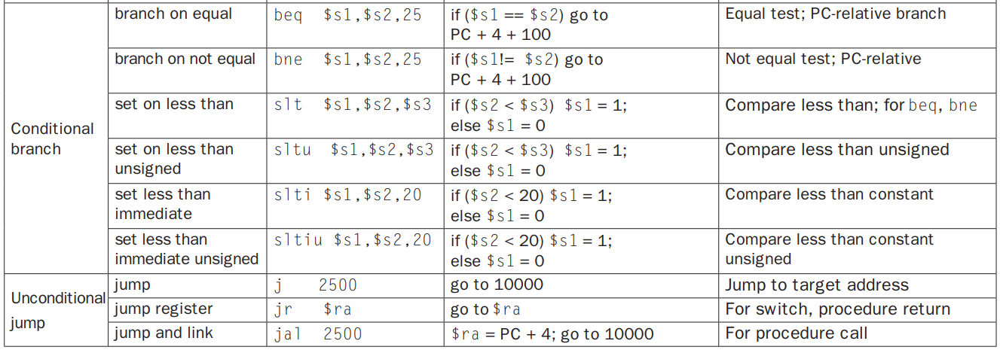 Conditional
branch
branch on equal
beq $s1,$s2,25
if ($s1 == $s2) go to
PC + 4 + 100
Equal test; PC-relative branch
branch on not equal
bne $s1,$s2,25
if ($s1!= $s2) go to
PC + 4 + 100
Not equal test; PC-relative
set on less than
slt $s1,$s2,$s3
if ($s2 < $s3) $s1 = 1;
else $s1 = 0
Compare less than; for beq, bne
set on less than
unsigned
sltu $s1,$s2,$s3
if ($s2 < $s3) $s1 = 1;
else $s1 = 0
Compare less than unsigned
set less than
immediate
slti $s1,$s2,20
if ($s2 < 20) $s1 = 1;
else $s1 = 0
Compare less than constant
set less than
immediate unsigned
sltiu $s1,$s2,20
if ($s2 < 20) $s1 = 1;
else $s1 = 0
Compare less than constant
unsigned
Unconditional
jump
jump
j 2500
go to 10000
Jump to target address
jump register
jr $ra
go to $ra
For switch, procedure return
jump and link
jal 2500
$ra = PC + 4; go to 10000
For procedure call